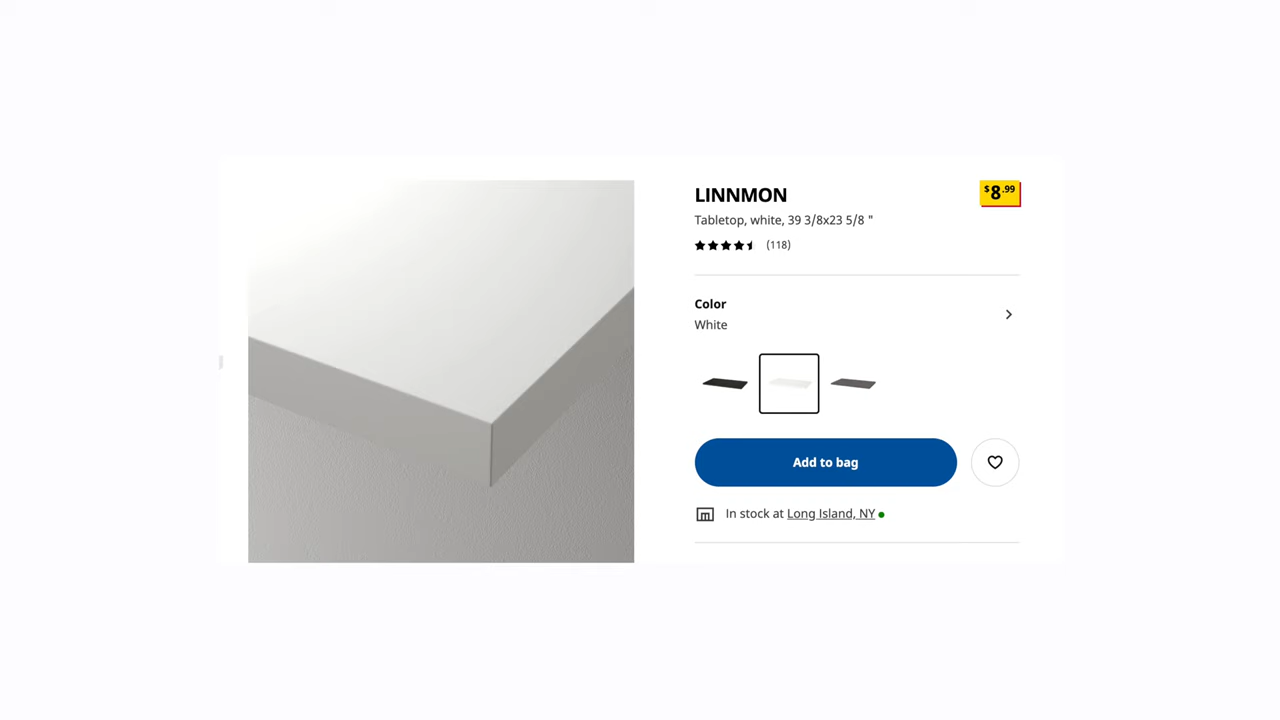 LINNMON
$8.99
Tabletop, white, 39 3/8x23 5/8 "
(118)
Color
White
Add to bag
In stock at Long Island, NY